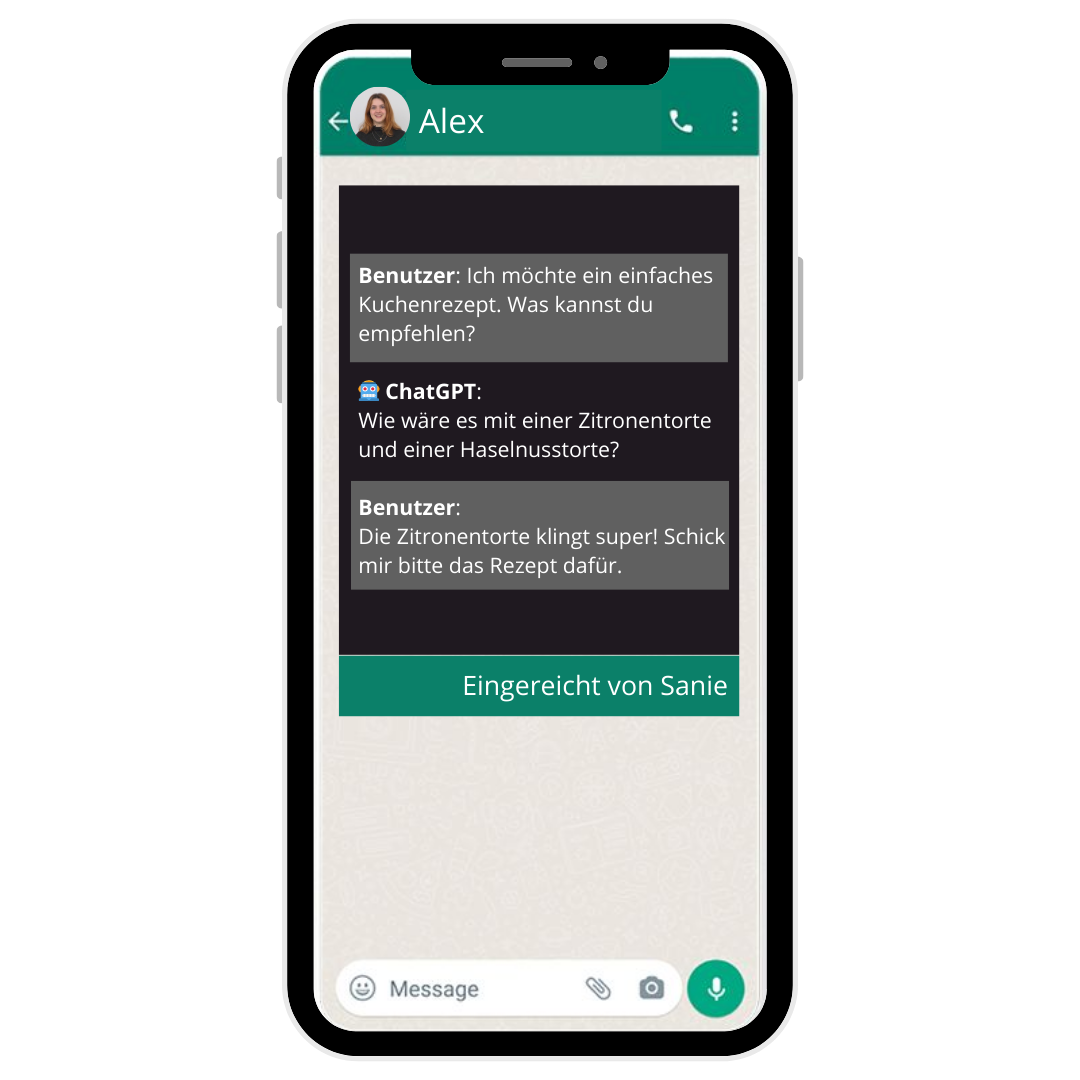 Alex
Benutzer: Ich möchte ein einfaches
Kuchenrezept. Was kannst du
empfehlen?
🤖 ChatGPT:
Wie wäre es mit einer Zitronentorte
und einer Haselnusstorte?
Benutzer:
Die Zitronentorte klingt super! Schick
mir bitte das Rezept dafür.
Eingereicht von Sanie
Message